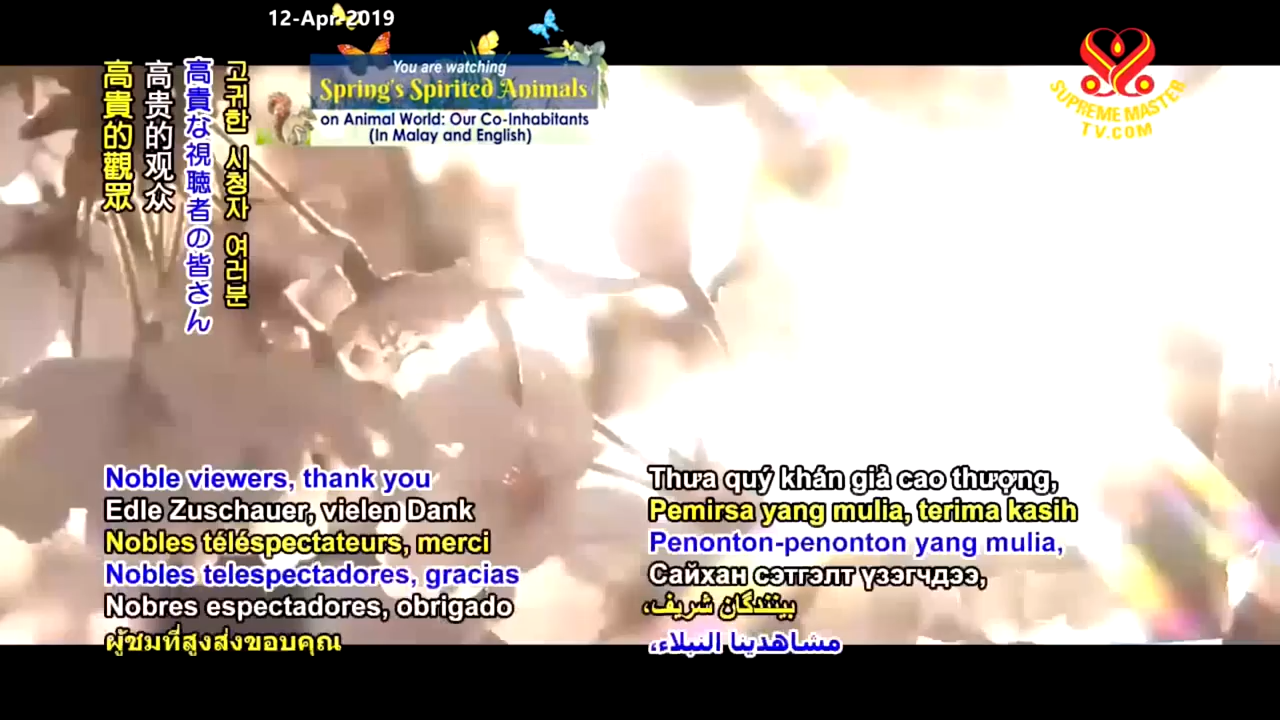 12-Apr-2019
You are watching
Spring's Spirited Animals
on Animal World: Our Co-Inhabitants
(In Malay and English)
SUPREME MASTER
TV.COM
高貴的觀眾
高贵的观众
高貴な視聴者の皆さん
고귀한 시청자 여러분
Noble viewers, thank you
Edle Zuschauer, vielen Dank
Nobles téléspectateurs, merci
Nobles telespectadores, gracias
Nobres espectadores, obrigado
ผู้ชมที่สูงส่งขอบคุณ
Thưa quý khán giả cao thượng,
Pemirsa yang mulia, terima kasih
Penonton-penonton yang mulia,
Сайхан сэтгэлт үзэгчдээ,
بینندگان شریف،
مشاهدينا النبلاء،